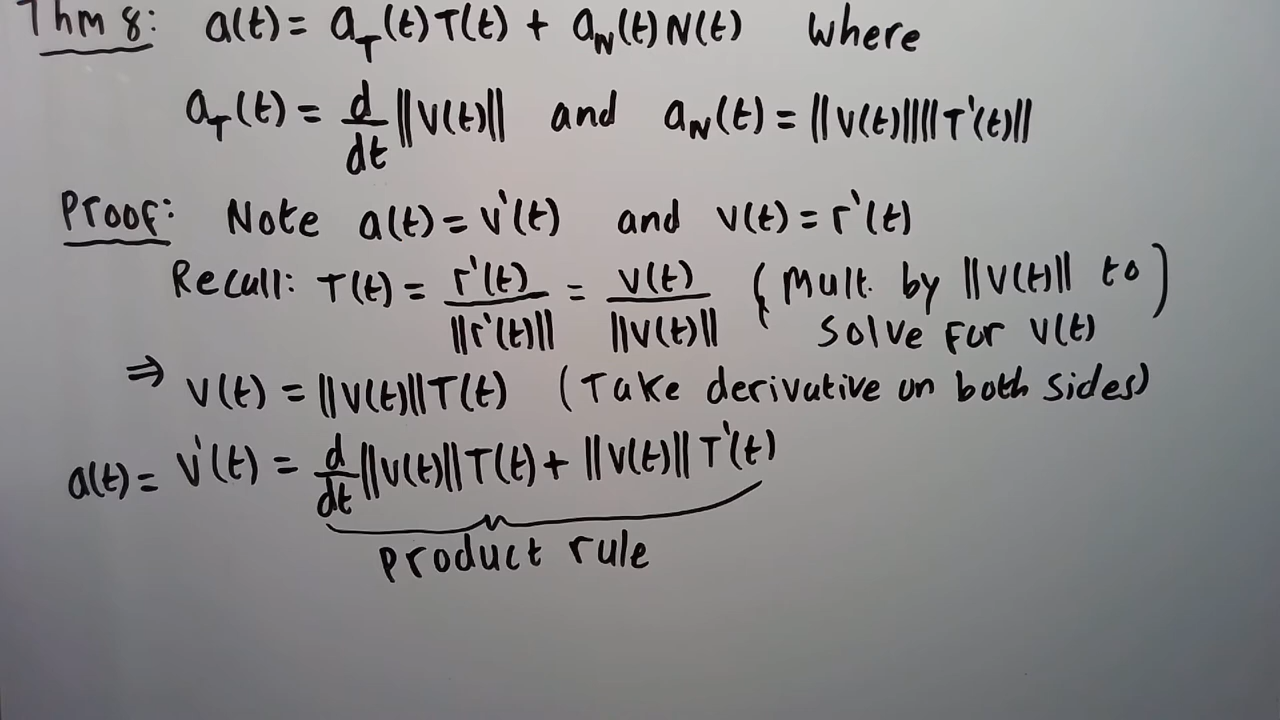 Thm 8: a(t) = a_T(t)T(t) + a_N(t)N(t) where
a_T(t) = d/dt ||v(t)|| and a_N(t) = ||v(t)|| ||T'(t)||
Proof: Note a(t) = v'(t) and v(t) = r'(t)
Recall: T(t) = r'(t)/||r'(t)|| = v(t)/||v(t)|| (Mult. by ||v(t)|| to solve for v(t))
⇒ v(t) = ||v(t)||T(t) (Take derivative on both sides)
a(t) = v'(t) = d/dt ||v(t)||T(t) + ||v(t)|| T'(t)
product rule